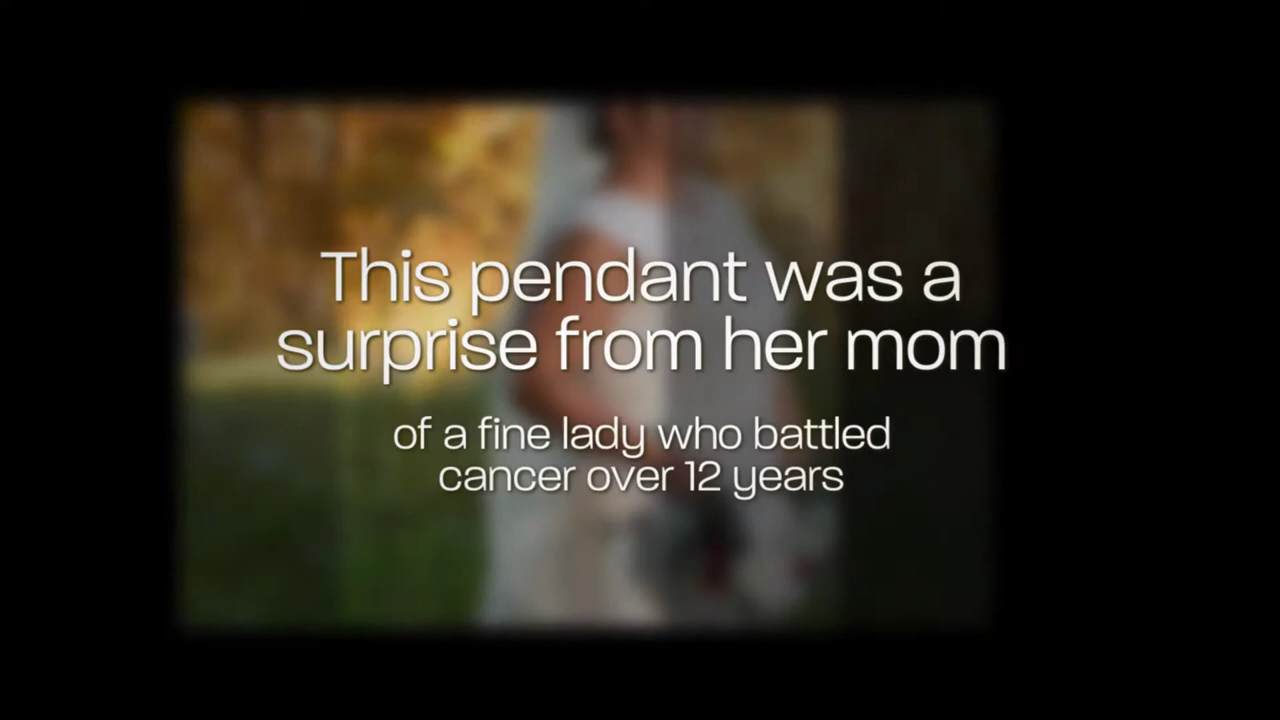 This pendant was a
surprise from her mom
of a fine lady who battled
cancer over 12 years